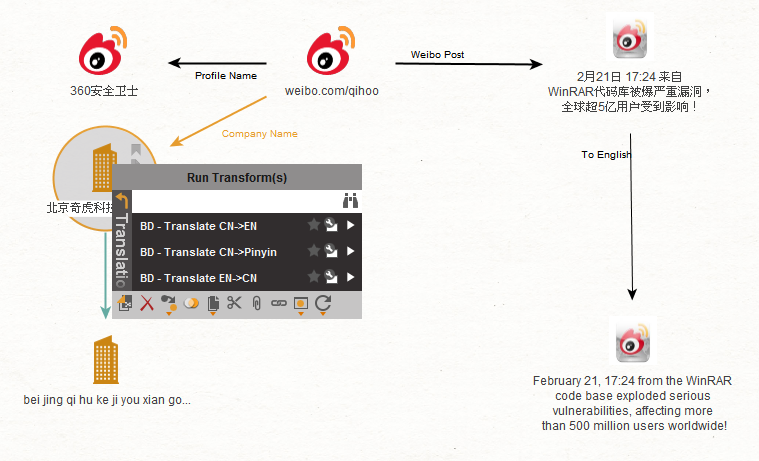 Profile Name
Weibo Post
360安全卫士
weibo.com/qihoo
2月21日 17:24 来自
WinRAR代码库被爆严重漏洞，
全球超5亿用户受到影响！
Company Name
To English
北京奇虎科技
Run Transform(s)
Translatio
BD - Translate CN->EN
BD - Translate CN->Pinyin
BD - Translate EN->CN
bei jing qi hu ke ji you xian go...
February 21, 17:24 from the WinRAR
code base exploded serious
vulnerabilities, affecting more
than 500 million users worldwide!